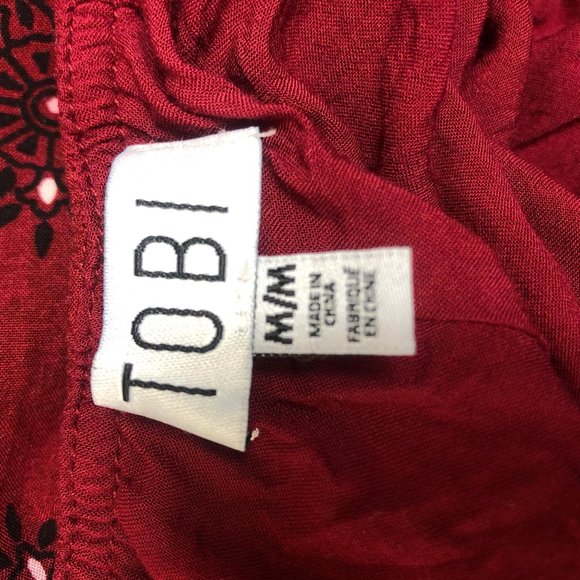 TOBI
M/M
MADE IN
CHINA
FABRIQUÉ
EN CHINE